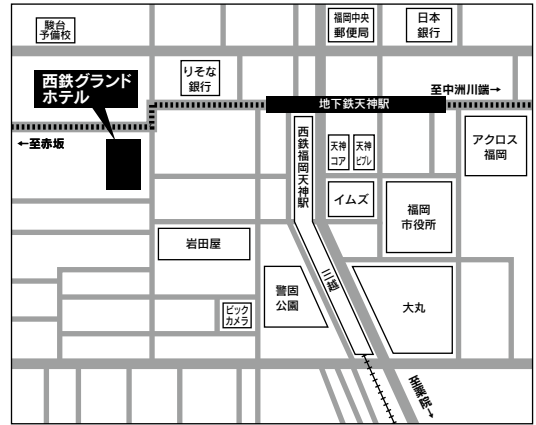 駿台
予備校
福岡中央
郵便局
日本
銀行
りそな
銀行
西鉄グランド
ホテル
至中洲川端→
地下鉄天神駅
←至赤坂
西鉄福岡天神駅
天神
コア
天神
ビブレ
アクロス
福岡
イムズ
福岡
市役所
岩田屋
三越
警固
公園
大丸
ビック
カメラ
至薬院→